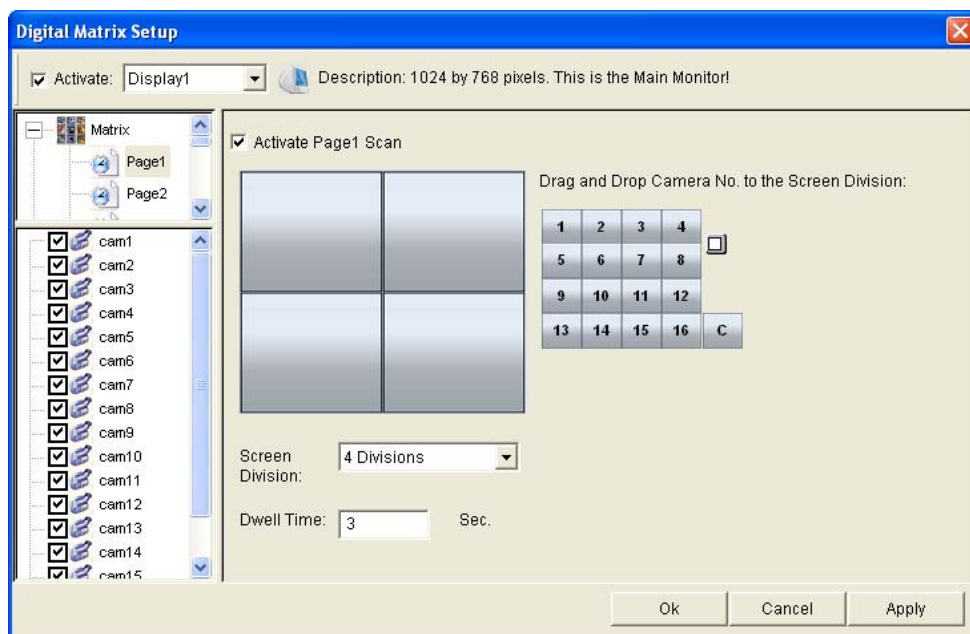 Digital Matrix Setup
Activate: Display1 Description: 1024 by 768 pixels. This is the Main Monitor!
Matrix
Page1
Page2
Activate Page1 Scan
Drag and Drop Camera No. to the Screen Division:
1 2 3 4
5 6 7 8
9 10 11 12
13 14 15 16 C
cam1
cam2
cam3
cam4
cam5
cam6
cam7
cam8
cam9
cam10
cam11
cam12
cam13
cam14
cam15
Screen Division: 4 Divisions
Dwell Time: 3 Sec.
Ok Cancel Apply